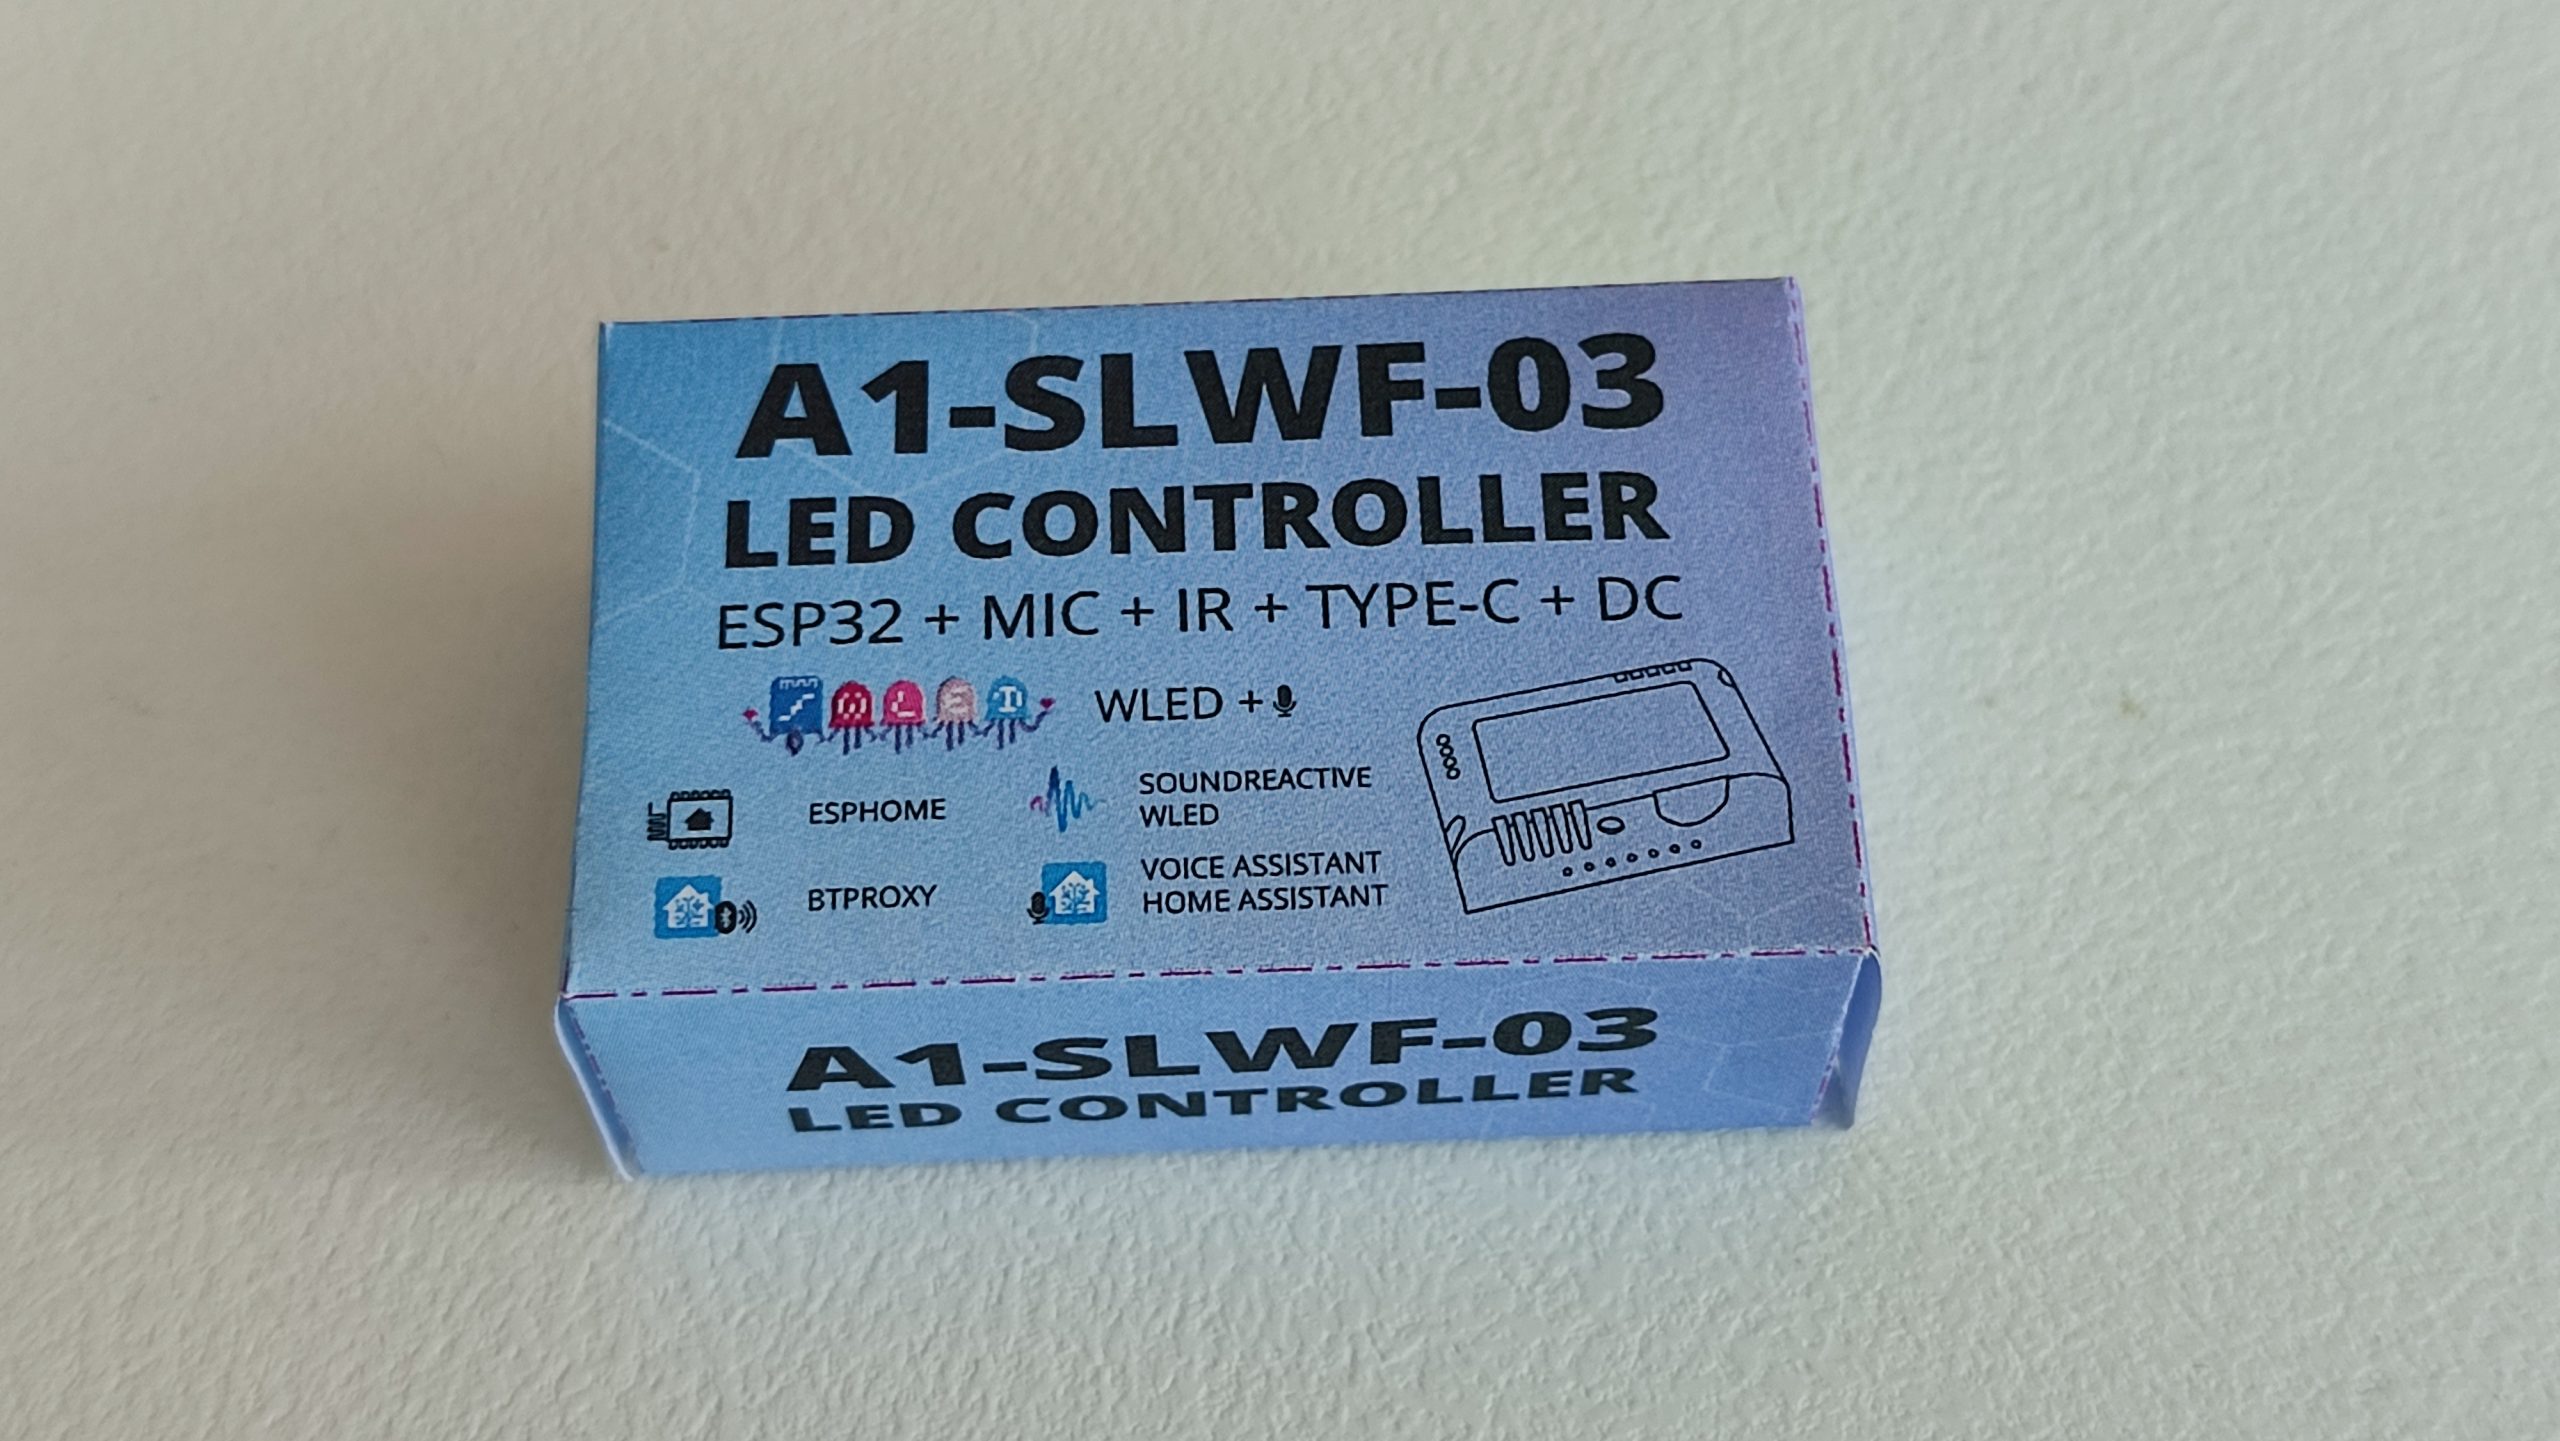 A1-SLWF-03
LED CONTROLLER
ESP32 + MIC + IR + TYPE-C + DC
WLED +
ESPHOME
SOUNDREACTIVE
WLED
BTPROXY
VOICE ASSISTANT
HOME ASSISTANT
A1-SLWF-03
LED CONTROLLER